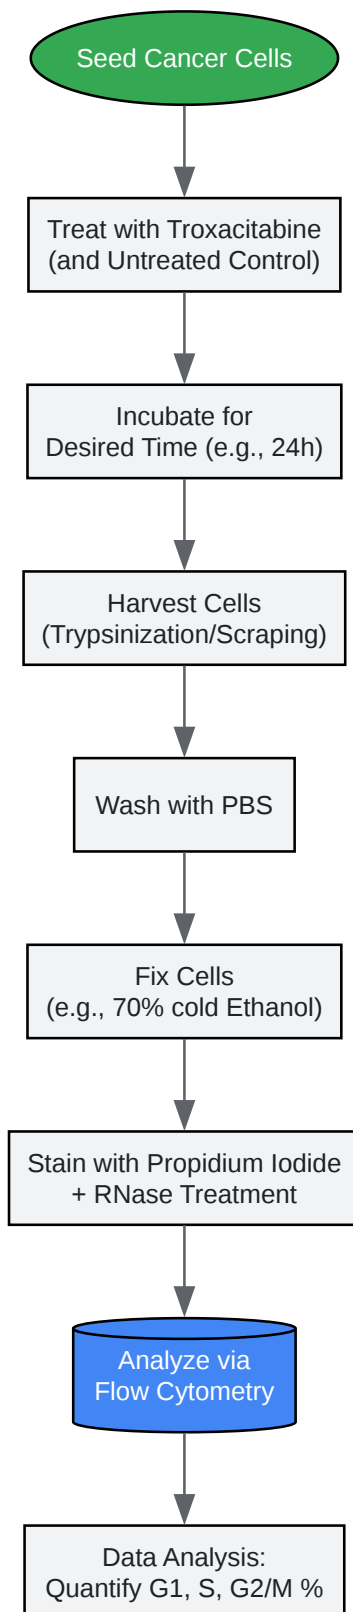 Seed Cancer Cells
Treat with Troxacitabine
(and Untreated Control)
Incubate for
Desired Time (e.g., 24h)
Harvest Cells
(Trypsinization/Scraping)
Wash with PBS
Fix Cells
(e.g., 70% cold Ethanol)
Stain with Propidium Iodide
+ RNase Treatment
Analyze via
Flow Cytometry
Data Analysis:
Quantify G1, S, G2/M %